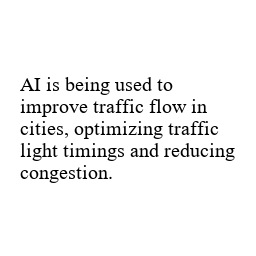 AI is being used to
improve traffic flow in
cities, optimizing traffic
light timings and reducing
congestion.